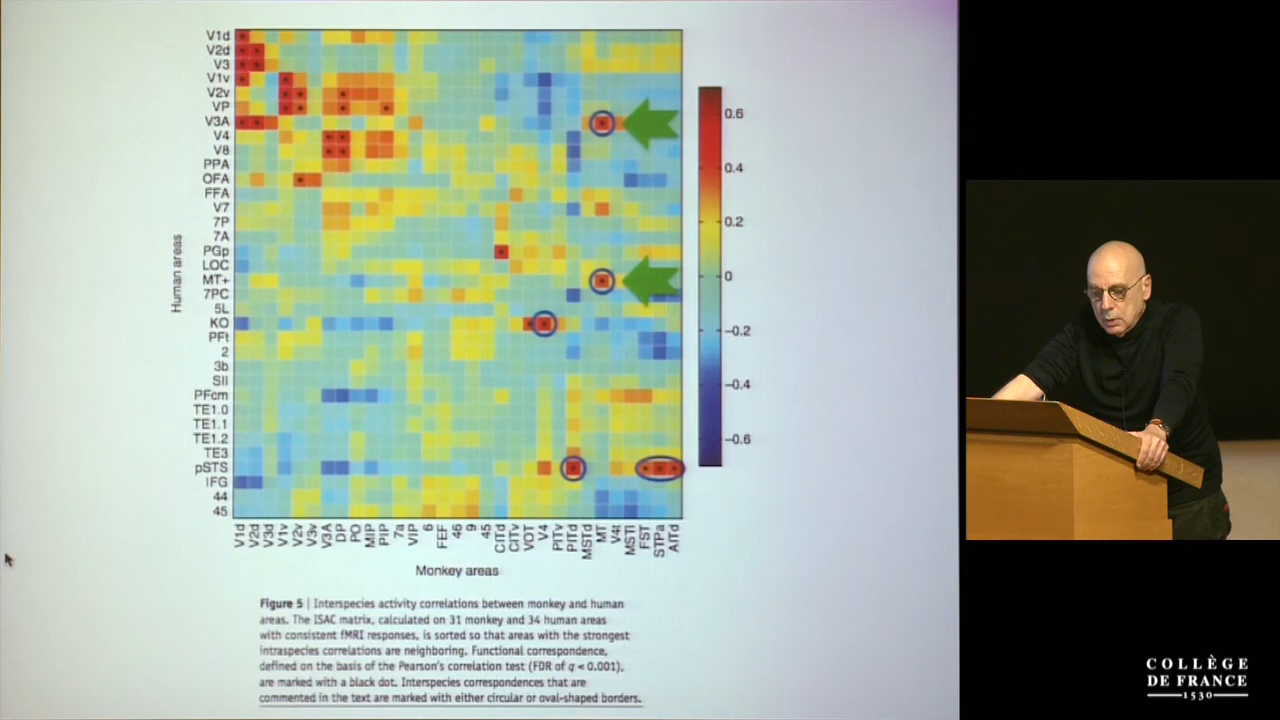 V1d
V2d
V3
V1v
V2v
VP
V3A
V4
V8
PPA
OFA
FFA
V7
7P
7A
PGp
LOC
MT+
7PC
5L
KO
PFt
2
3b
SII
PFcm
TE1.0
TE1.1
TE1.2
TE3
pSTS
IFG
44
45
Human areas
V1d V2d V3d V1v V2v V3v V3A DP PO MIP PIP 7a VIP 6 FEF 46 9 45 CITd CITv VOT V4 PITv PITd MSTd MT V4t MSTl FST STPa AITd
Monkey areas
0.6
0.4
0.2
0
−0.2
−0.4
−0.6
Figure 5 | Interspecies activity correlations between monkey and human
areas. The ISAC matrix, calculated on 31 monkey and 34 human areas
with consistent fMRI responses, is sorted so that areas with the strongest
intraspecies correlations are neighboring. Functional correspondence,
defined on the basis of the Pearson's correlation test (FDR of q < 0.001),
are marked with a black dot. Interspecies correspondences that are
commented in the text are marked with either circular or oval-shaped borders.
COLLÈGE
DE FRANCE
1530